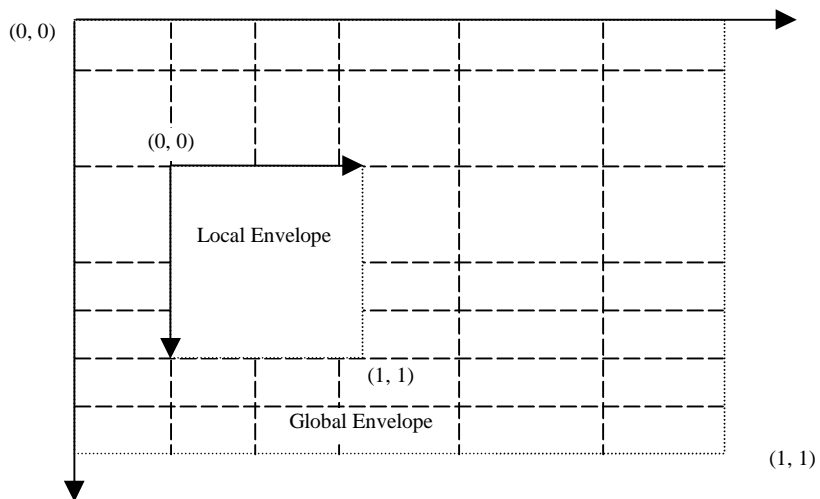 (0, 0)
(0, 0)
Local Envelope
(1, 1)
Global Envelope
(1, 1)